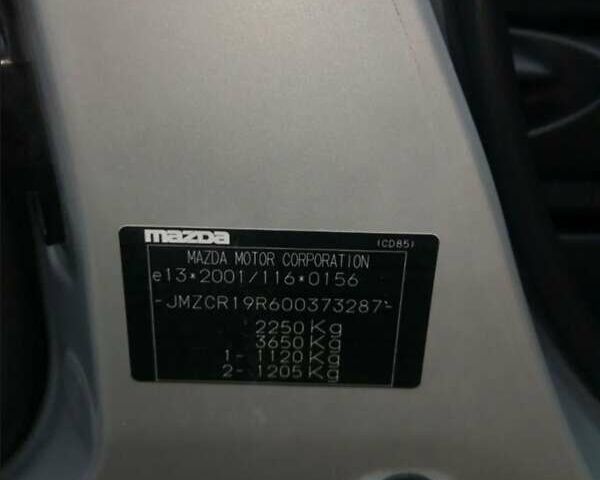 mazda (CD85)
MAZDA MOTOR CORPORATION
e13*2001/116*0156
-JMZCR19R600373287-
2250Kg
3650Kg
1- 1120Kg
2- 1205Kg